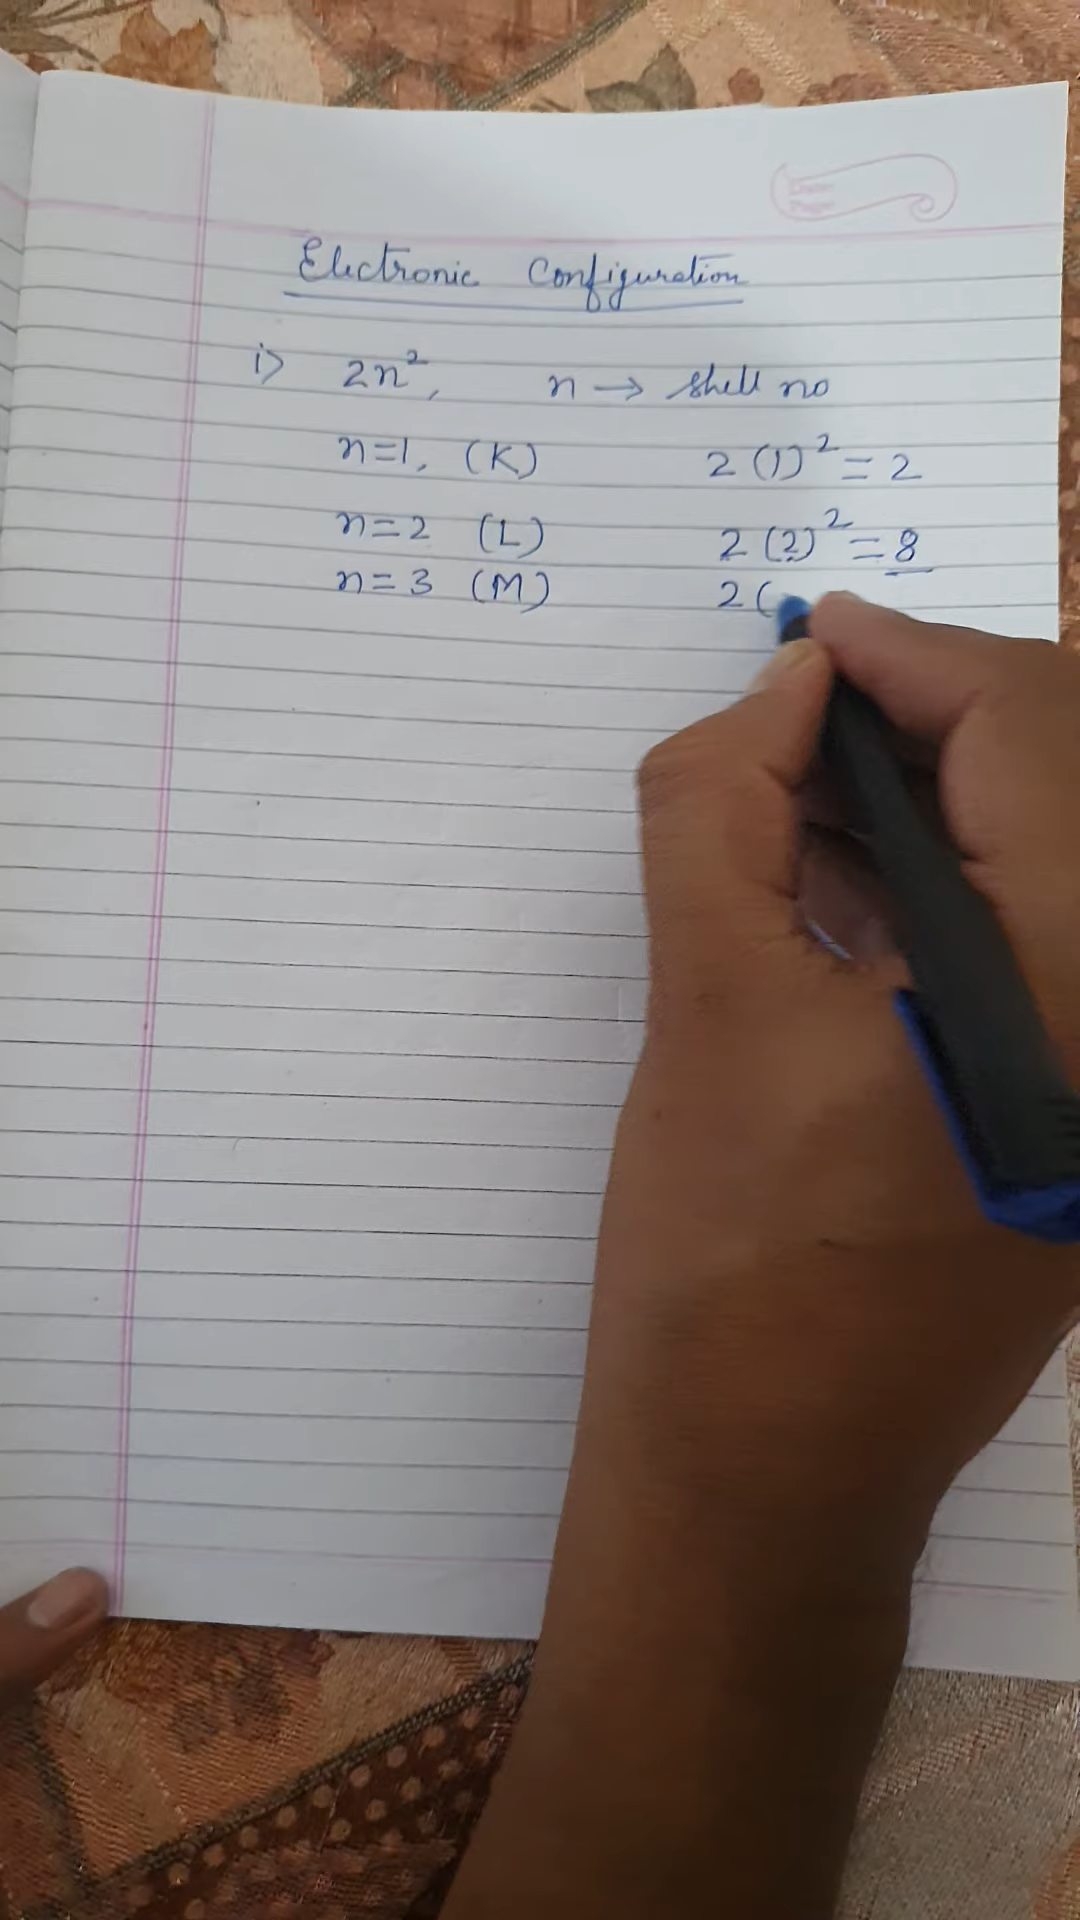 Electronic Configuration
i> 2n², n → shell no
n=1, (K) 2 (1)² = 2
n=2 (L) 2 (2)² = 8
n=3 (M) 2 (